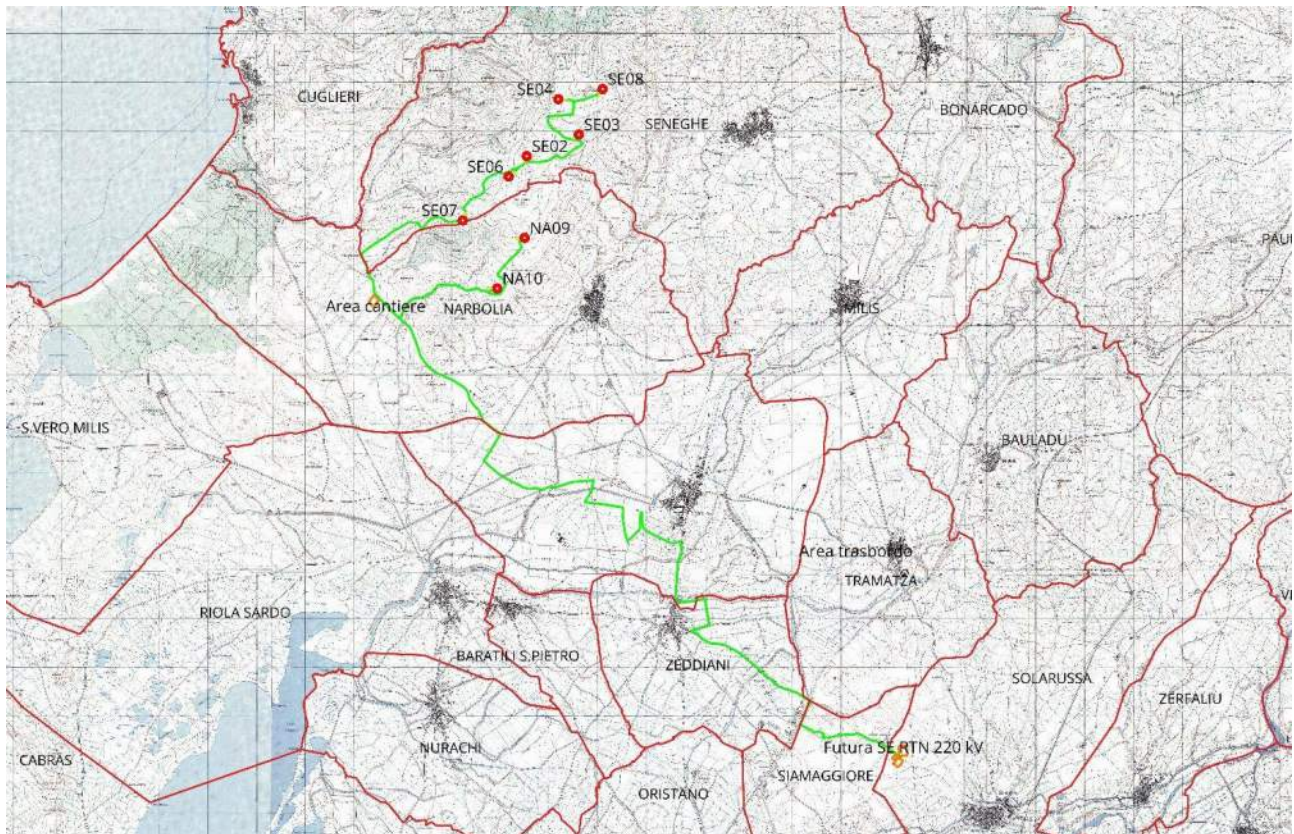 CUGLIERI
SE04
SE08
SENEGHE
BONARCADO
SE03
SE02
SE06
SE07
NA09
NA10
Area cantiere
NARBOLIA
MILIS
S.VERO MILIS
BAULADU
Area trasbordo
TRAMATZA
RIOLA SARDO
BARATILI S.PIETRO
ZEDDIANI
SOLARUSSA
ZERFALIU
NURACHI
CABRAS
Futura SE RTN 220 kV
SIAMAGGIORE
ORISTANO